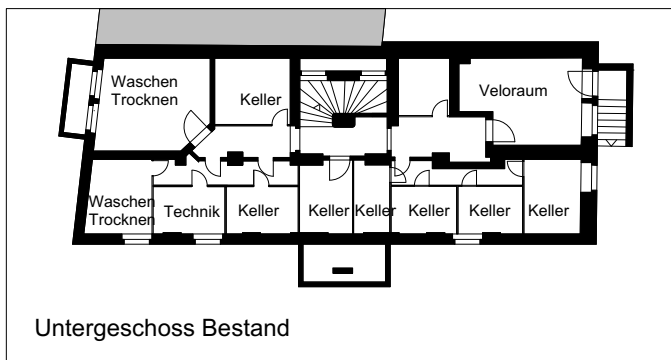 Waschen
Trocknen
Keller
Veloraum
Waschen
Trocknen
Technik
Keller
Keller
Keller
Keller
Keller
Keller
Untergeschoss Bestand